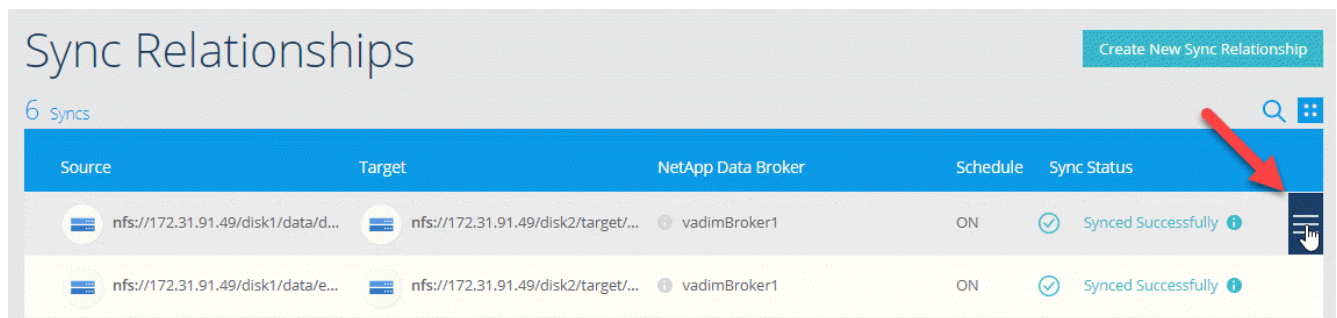 Sync Relationships
Create New Sync Relationship
6 Syncs
Source Target NetApp Data Broker Schedule Sync Status
nfs://172.31.91.49/disk1/data/d... nfs://172.31.91.49/disk2/target/... vadimBroker1 ON Synced Successfully
nfs://172.31.91.49/disk1/data/e... nfs://172.31.91.49/disk2/target/... vadimBroker1 ON Synced Successfully